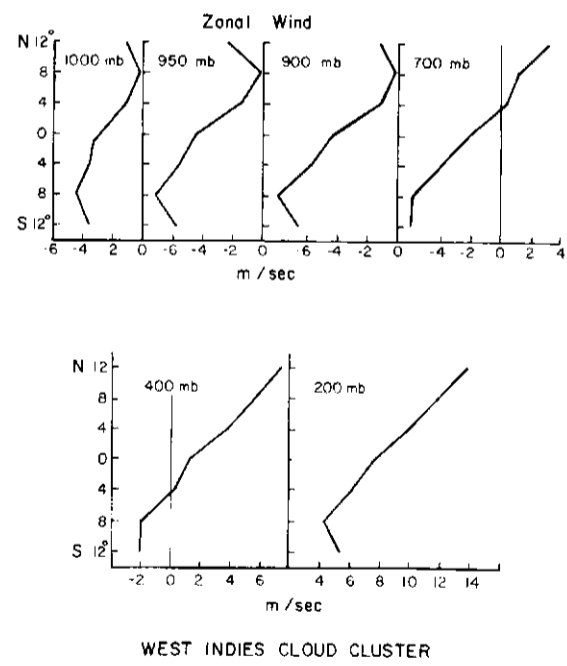 Zonal Wind
N 12°
1000 mb 950 mb 900 mb 700 mb
8
4
0
4
8
S 12°
-6 -4 -2 0 -6 -4 -2 0 -6 -4 -2 0 -6 -4 -2 0 2 4
m/sec m/sec
N 12
400 mb 200 mb
8
4
0
4
8
S 12°
-2 0 2 4 6 4 6 8 10 12 14
m/sec m/sec
WEST INDIES CLOUD CLUSTER